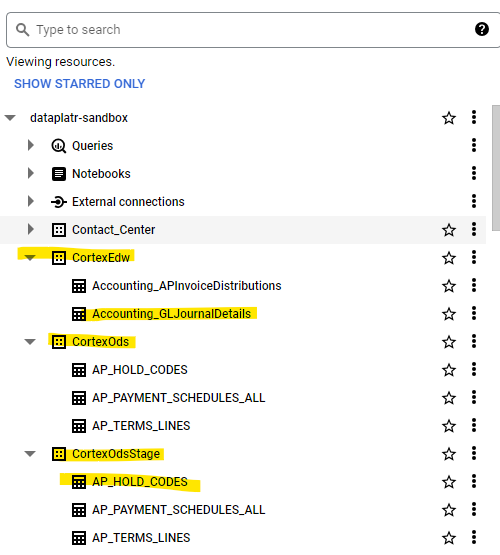 Type to search
Viewing resources.
SHOW STARRED ONLY
dataplatr-sandbox
Queries
Notebooks
External connections
Contact_Center
CortexEdw
Accounting_APInvoiceDistributions
Accounting_GLJournalDetails
CortexOds
AP_HOLD_CODES
AP_PAYMENT_SCHEDULES_ALL
AP_TERMS_LINES
CortexOdsStage
AP_HOLD_CODES
AP_PAYMENT_SCHEDULES_ALL
AP_TERMS_LINES